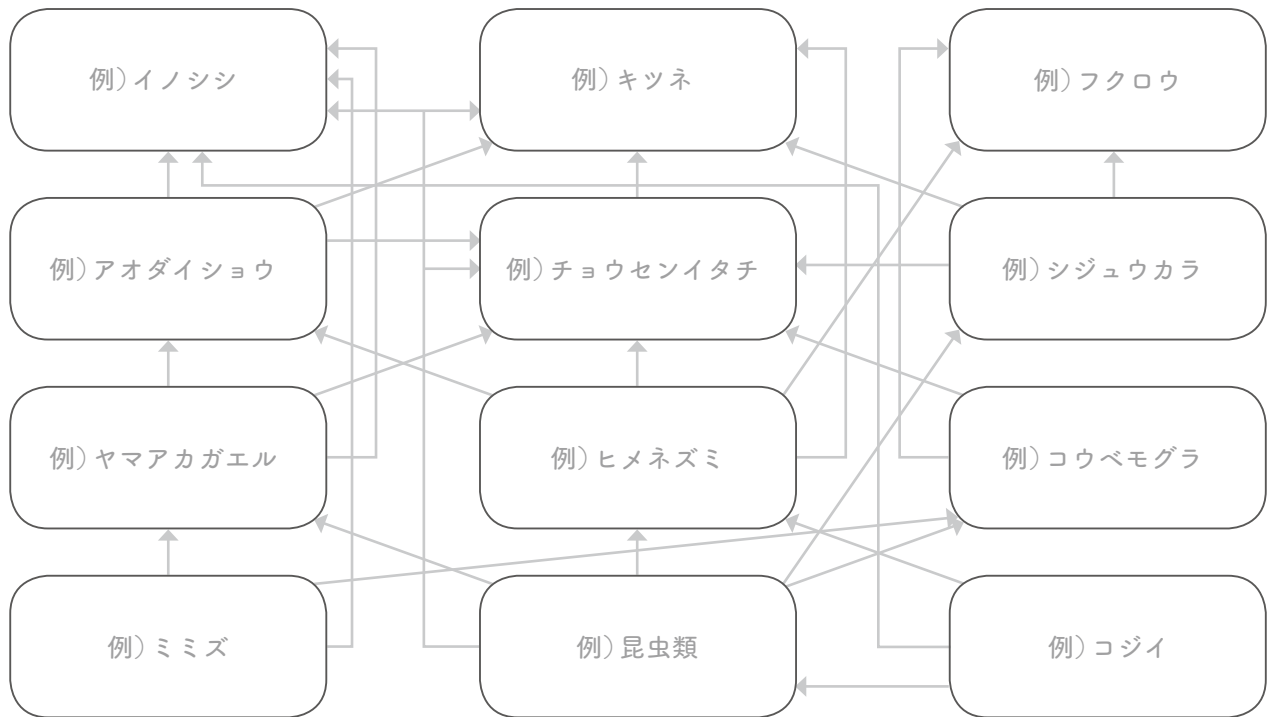 例）イノシシ
例）キツネ
例）フクロウ
例）アオダイショウ
例）チョウセンイタチ
例）シジュウカラ
例）ヤマアカガエル
例）ヒメネズミ
例）コウベモグラ
例）ミミズ
例）昆虫類
例）コジイ